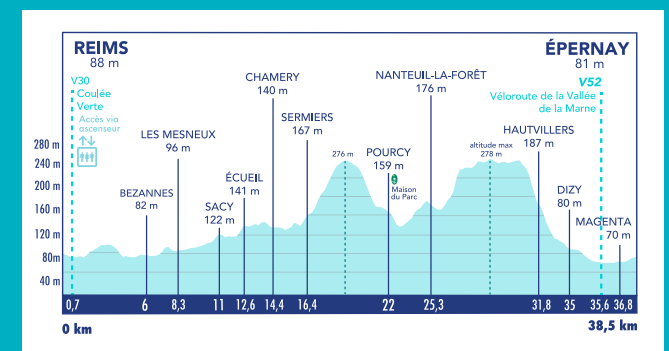 REIMS
88 m
ÉPERNAY
81 m
V30
Coulée
Verte
Accès via
ascenseur
V52
Véloroute de la Vallée
de la Marne
BEZANNES
82 m
LES MESNEUX
96 m
SACY
122 m
ÉCUEIL
141 m
CHAMERY
140 m
SERMIERS
167 m
276 m
POURCY
159 m
Maison
du Parc
NANTEUIL-LA-FORÊT
176 m
altitude max
278 m
HAUTVILLERS
187 m
DIZY
80 m
MAGENTA
70 m
280 m
240 m
200 m
160 m
120 m
80m
40 m
0,7 6 8,3 11 12,6 14,4 16,4 22 25,3 31,8 35 35,6 36,8
0 km 38,5 km